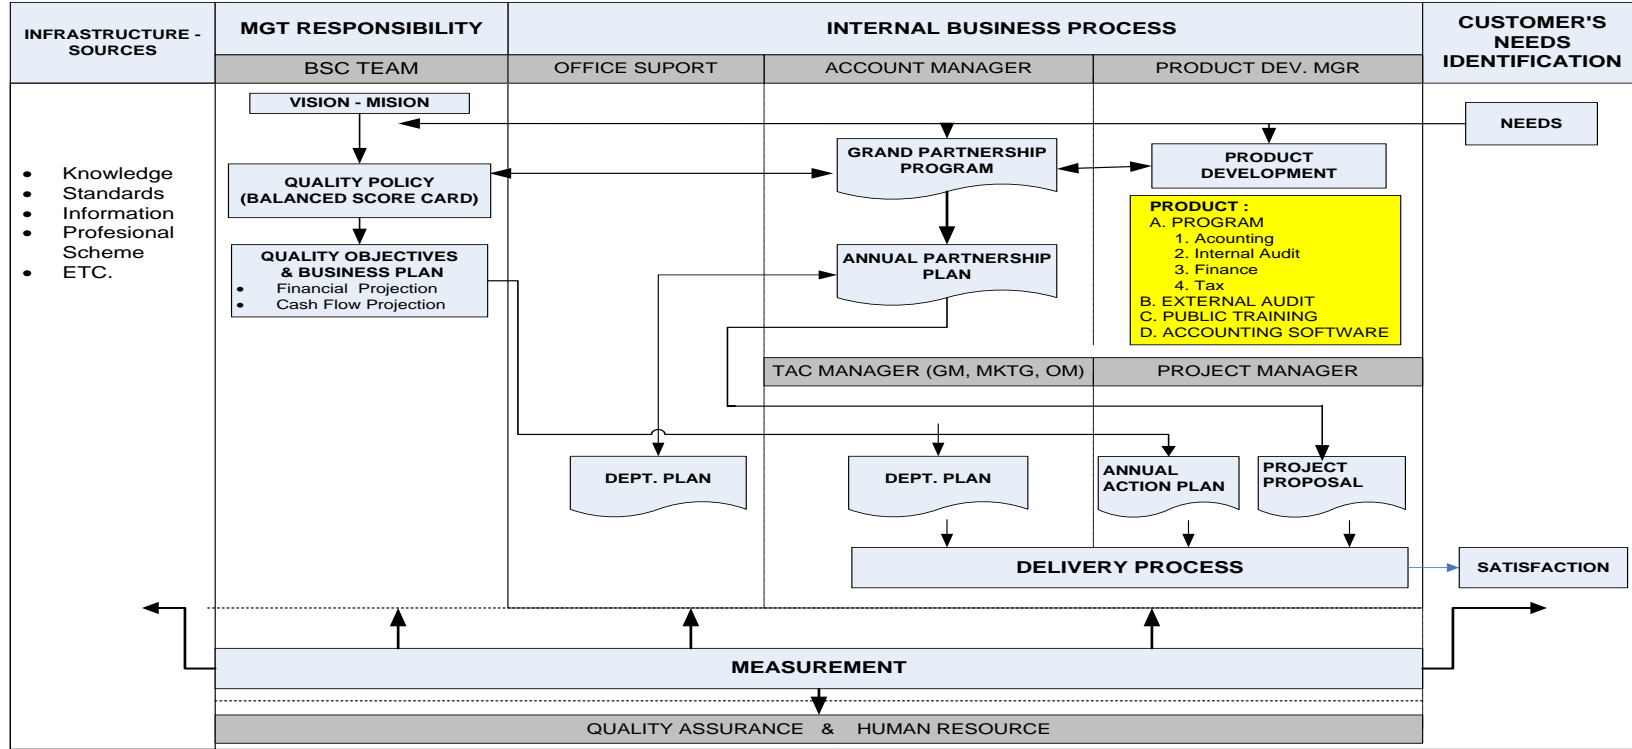 INFRASTRUCTURE -
SOURCES
MGT RESPONSIBILITY
INTERNAL BUSINESS PROCESS
CUSTOMER'S
NEEDS
IDENTIFICATION
BSC TEAM
OFFICE SUPORT
ACCOUNT MANAGER
PRODUCT DEV. MGR
VISION - MISION
NEEDS
• Knowledge
• Standards
• Information
• Profesional
Scheme
• ETC.
QUALITY POLICY
(BALANCED SCORE CARD)
GRAND PARTNERSHIP
PROGRAM
PRODUCT
DEVELOPMENT
QUALITY OBJECTIVES
& BUSINESS PLAN
• Financial Projection
• Cash Flow Projection
ANNUAL PARTNERSHIP
PLAN
PRODUCT :
A. PROGRAM
1. Acounting
2. Internal Audit
3. Finance
4. Tax
B. EXTERNAL AUDIT
C. PUBLIC TRAINING
D. ACCOUNTING SOFTWARE
TAC MANAGER (GM, MKTG, OM)
PROJECT MANAGER
DEPT. PLAN
DEPT. PLAN
ANNUAL
ACTION PLAN
PROJECT
PROPOSAL
DELIVERY PROCESS
SATISFACTION
MEASUREMENT
QUALITY ASSURANCE & HUMAN RESOURCE